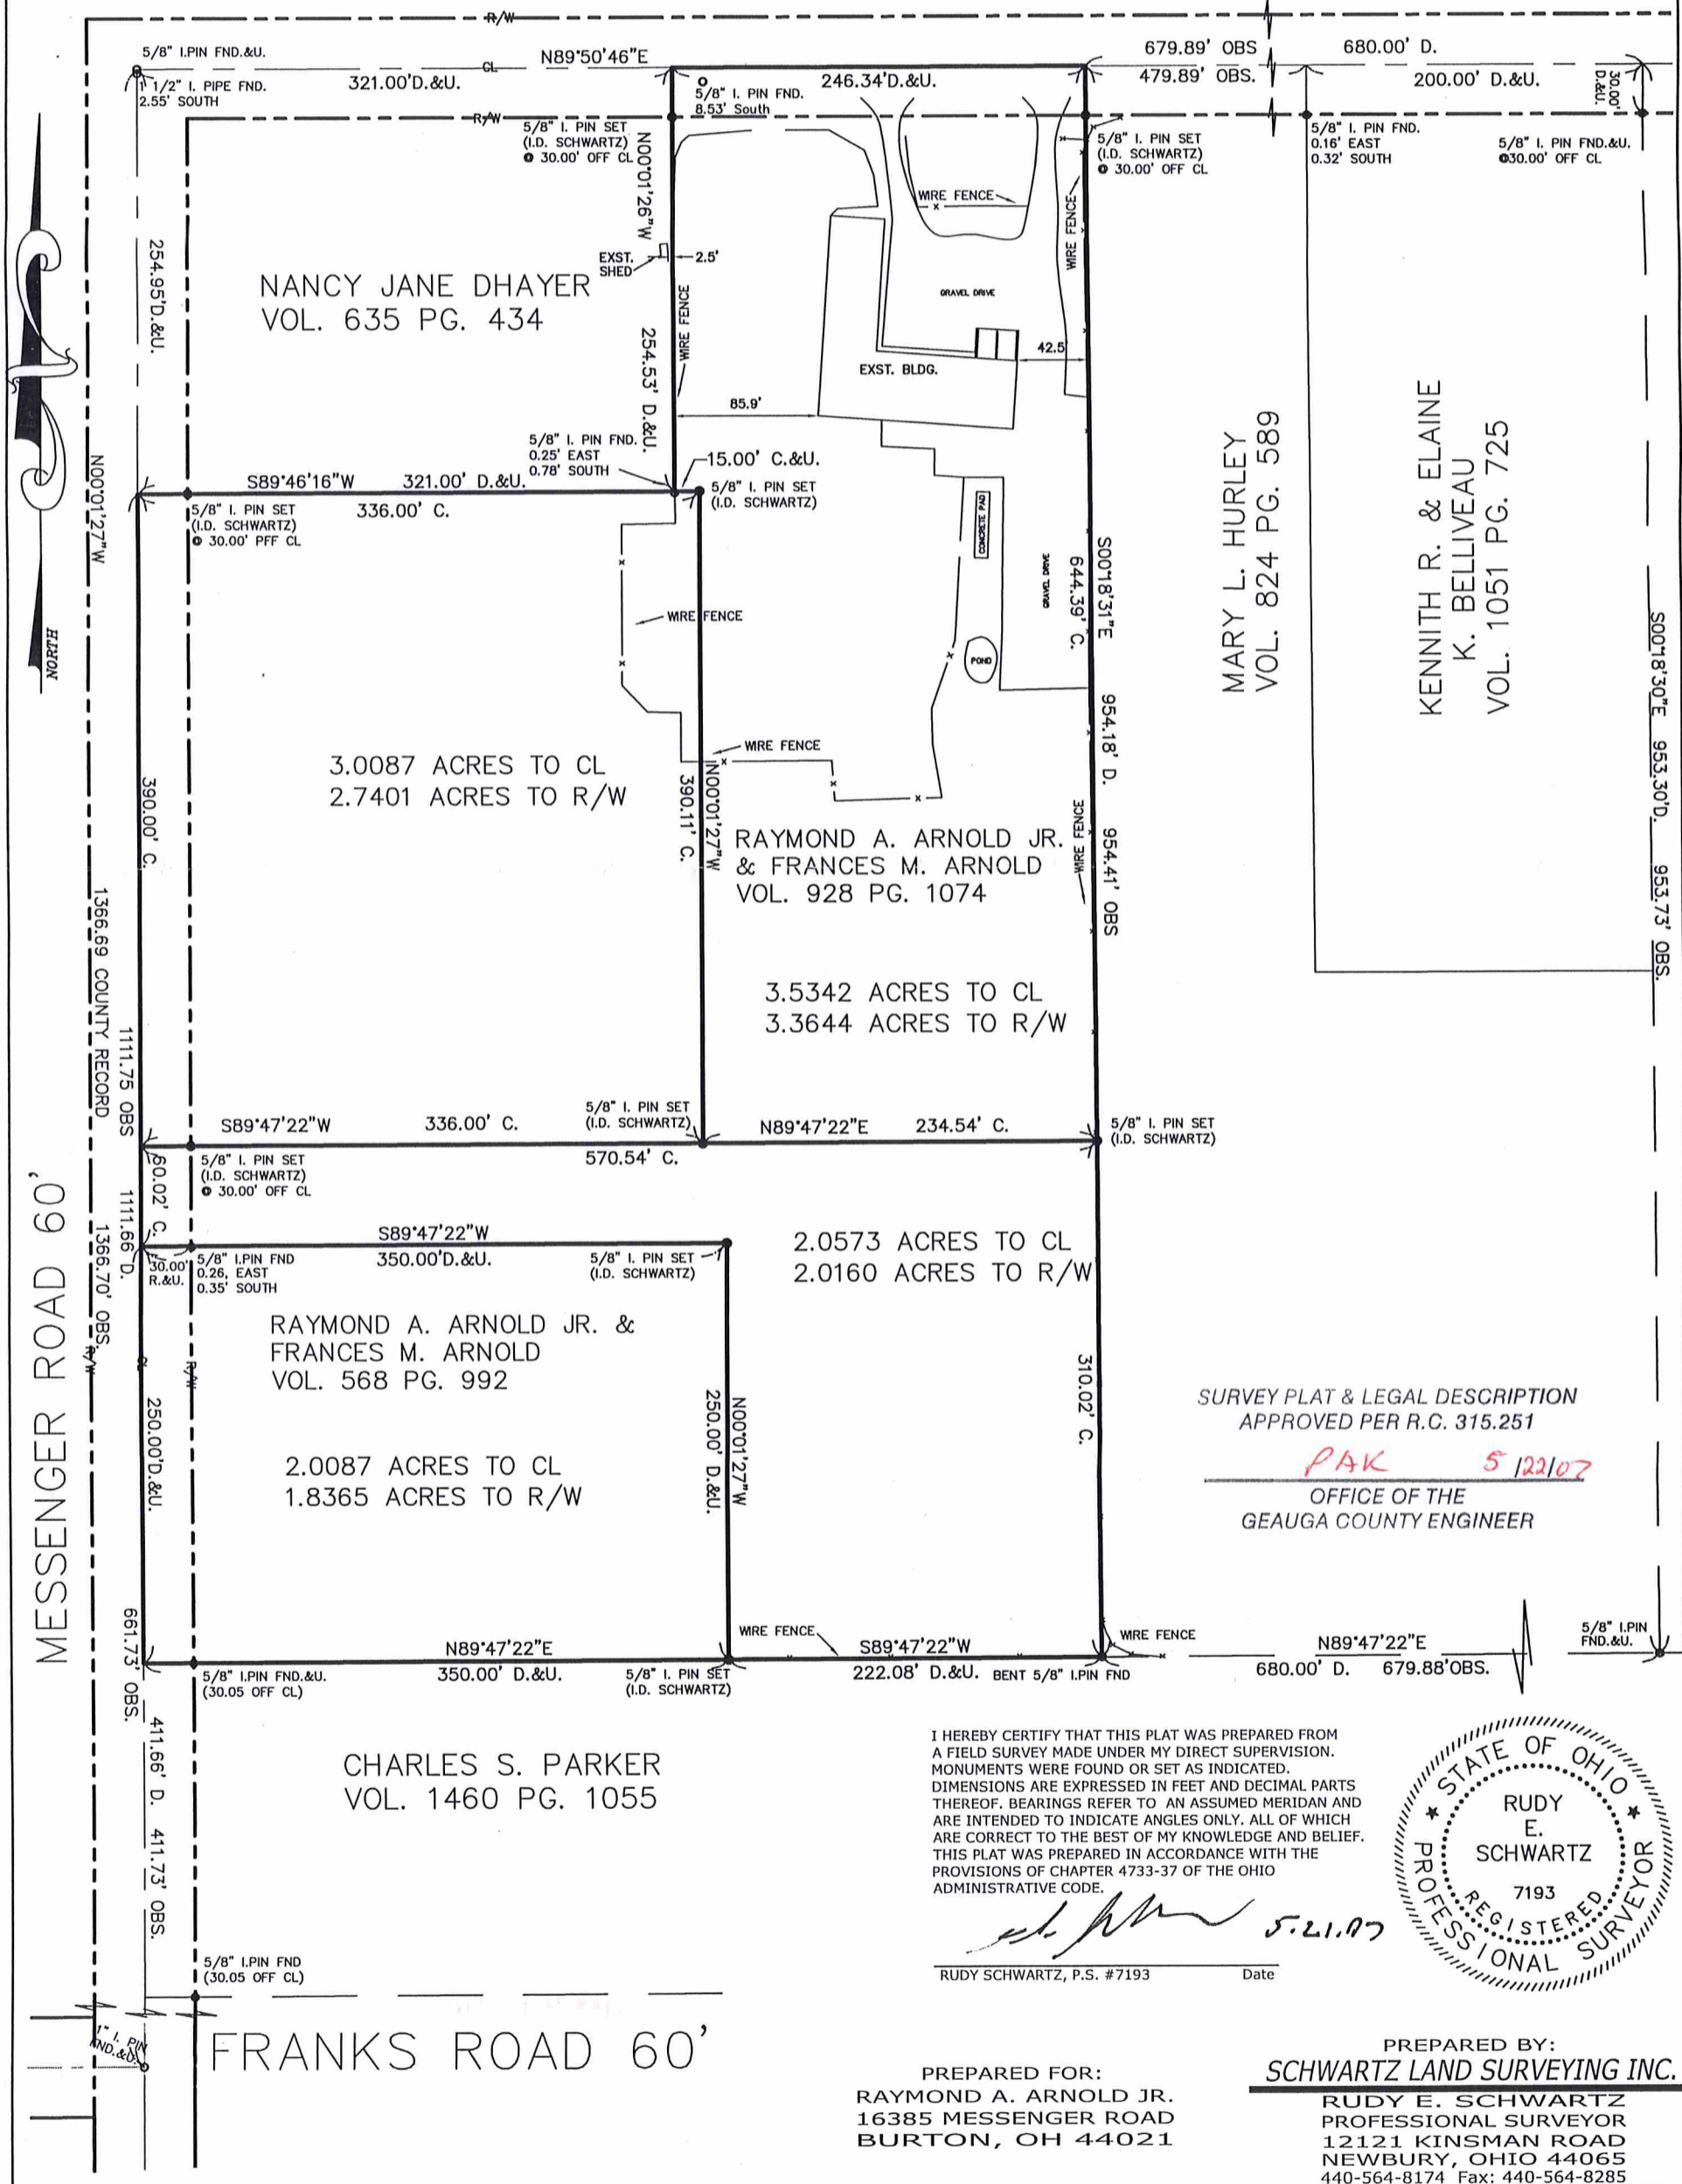 R/W
5/8" I.PIN FND.&U.
N89°50'46"E
679.89' OBS
680.00' D.
CL
1/2" I. PIPE FND.
2.55' SOUTH
321.00'D.&U.
5/8" I. PIN FND.
8.53' South
246.34'D.&U.
479.89' OBS.
200.00' D.&U.
30.00'
D.&U.
R/W
5/8" I. PIN SET
(I.D. SCHWARTZ)
@ 30.00' OFF CL
5/8" I. PIN SET
(I.D. SCHWARTZ)
@ 30.00' OFF CL
5/8" I. PIN FND.
0.16' EAST
0.32' SOUTH
5/8" I. PIN FND.&U.
@30.00' OFF CL
N00°01'26"W
WIRE FENCE
WIRE FENCE
254.95'D.&U.
EXST.
SHED
2.5'
NANCY JANE DHAYER
VOL. 635 PG. 434
GRAVEL DRIVE
WIRE FENCE
254.53' D.&U.
42.5
EXST. BLDG.
85.9'
MARY L. HURLEY
VOL. 824 PG. 589
KENNITH R. & ELAINE
K. BELLIVEAU
VOL. 1051 PG. 725
5/8" I. PIN FND.
0.25' EAST
0.78' SOUTH
15.00' C.&U.
N00°01'27"W
S89°46'16"W
321.00' D.&U.
5/8" I. PIN SET
(I.D. SCHWARTZ)
5/8" I. PIN SET
(I.D. SCHWARTZ)
@ 30.00' PFF CL
336.00' C.
CONCRETE PAD
GRAVEL DRIVE
S00°18'31"E
644.39' C.
WIRE FENCE
POND
NORTH
S00°18'30"E
953.30'D.
953.73' OBS.
954.18' D.
954.41' OBS
WIRE FENCE
3.0087 ACRES TO CL
2.7401 ACRES TO R/W
390.00' C.
390.11' C.
N00°01'27"W
WIRE FENCE
RAYMOND A. ARNOLD JR.
& FRANCES M. ARNOLD
VOL. 928 PG. 1074
1366.69 COUNTY RECORD
1111.75 OBS
3.5342 ACRES TO CL
3.3644 ACRES TO R/W
S89°47'22"W
336.00' C.
5/8" I. PIN SET
(I.D. SCHWARTZ)
N89°47'22"E
234.54' C.
5/8" I. PIN SET
(I.D. SCHWARTZ)
5/8" I. PIN SET
(I.D. SCHWARTZ)
@ 30.00' OFF CL
570.54' C.
60.02' C.
1111.66 D.
1366.70' OBS.
S89°47'22"W
30.00'
R.&U.
5/8" I.PIN FND
0.26, EAST
0.35' SOUTH
350.00'D.&U.
5/8" I. PIN SET
(I.D. SCHWARTZ)
2.0573 ACRES TO CL
2.0160 ACRES TO R/W
RAYMOND A. ARNOLD JR. &
FRANCES M. ARNOLD
VOL. 568 PG. 992
R/W
CL
R/W
310.02' C.
250.00'D.&U.
250.00' D.&U.
N00°01'27"W
2.0087 ACRES TO CL
1.8365 ACRES TO R/W
SURVEY PLAT & LEGAL DESCRIPTION
APPROVED PER R.C. 315.251
PAK 5/22/07
OFFICE OF THE
GEAUGA COUNTY ENGINEER
MESSENGER ROAD 60'
661.73' OBS.
WIRE FENCE
WIRE FENCE
5/8" I.PIN
FND.&U.
N89°47'22"E
S89°47'22"W
N89°47'22"E
5/8" I.PIN FND.&U.
(30.05 OFF CL)
350.00' D.&U.
5/8" I. PIN SET
(I.D. SCHWARTZ)
222.08' D.&U.
BENT 5/8" I.PIN FND
680.00' D.
679.88'OBS.
411.66' D.
411.73' OBS.
CHARLES S. PARKER
VOL. 1460 PG. 1055
I HEREBY CERTIFY THAT THIS PLAT WAS PREPARED FROM
A FIELD SURVEY MADE UNDER MY DIRECT SUPERVISION.
MONUMENTS WERE FOUND OR SET AS INDICATED.
DIMENSIONS ARE EXPRESSED IN FEET AND DECIMAL PARTS
THEREOF. BEARINGS REFER TO AN ASSUMED MERIDAN AND
ARE INTENDED TO INDICATE ANGLES ONLY. ALL OF WHICH
ARE CORRECT TO THE BEST OF MY KNOWLEDGE AND BELIEF.
THIS PLAT WAS PREPARED IN ACCORDANCE WITH THE
PROVISIONS OF CHAPTER 4733-37 OF THE OHIO
ADMINISTRATIVE CODE.
5.21.07
RUDY SCHWARTZ, P.S. #7193
Date
STATE OF OHIO
RUDY
E.
SCHWARTZ
7193
REGISTERED
PROFESSIONAL SURVEYOR
5/8" I.PIN FND
(30.05 OFF CL)
1" I. PIN
FND.&U.
FRANKS ROAD 60'
PREPARED FOR:
RAYMOND A. ARNOLD JR.
16385 MESSENGER ROAD
BURTON, OH 44021
PREPARED BY:
SCHWARTZ LAND SURVEYING INC.
RUDY E. SCHWARTZ
PROFESSIONAL SURVEYOR
12121 KINSMAN ROAD
NEWBURY, OHIO 44065
440-564-8174 Fax: 440-564-8285